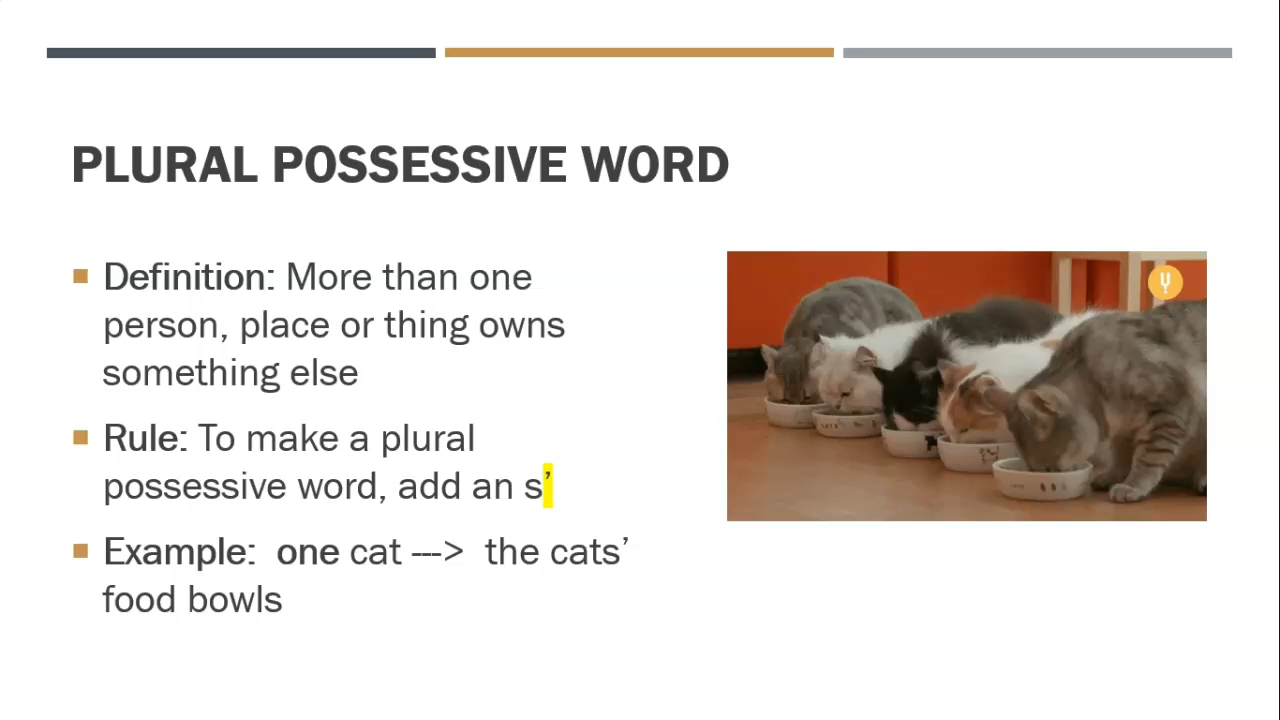 PLURAL POSSESSIVE WORD
Definition: More than one
person, place or thing owns
something else
Rule: To make a plural
possessive word, add an s’
Example:  one cat --->  the cats’
food bowls